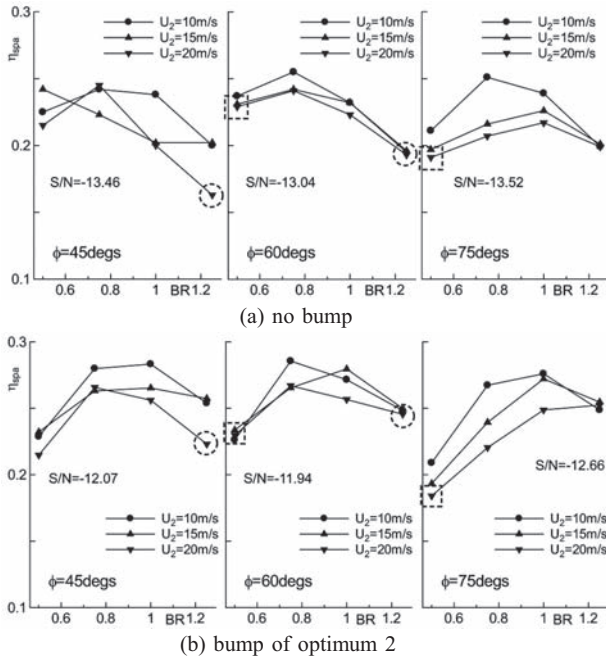 η_spa
0.3
0.2
0.1
U₂=10m/s
U₂=15m/s
U₂=20m/s
S/N=-13.46
ϕ=45degs
0.6 0.8 1 BR 1.2
U₂=10m/s
U₂=15m/s
U₂=20m/s
S/N=-13.04
ϕ=60degs
0.6 0.8 1 BR 1.2
U₂=10m/s
U₂=15m/s
U₂=20m/s
S/N=-13.52
ϕ=75degs
0.6 0.8 1 BR 1.2
(a) no bump
η_spa
0.3
0.2
0.1
S/N=-12.07
U₂=10m/s
U₂=15m/s
U₂=20m/s
ϕ=45degs
0.6 0.8 1 BR 1.2
S/N=-11.94
U₂=10m/s
U₂=15m/s
U₂=20m/s
ϕ=60degs
0.6 0.8 1 BR 1.2
S/N=-12.66
U₂=10m/s
U₂=15m/s
U₂=20m/s
ϕ=75degs
0.6 0.8 1 BR 1.2
(b) bump of optimum 2